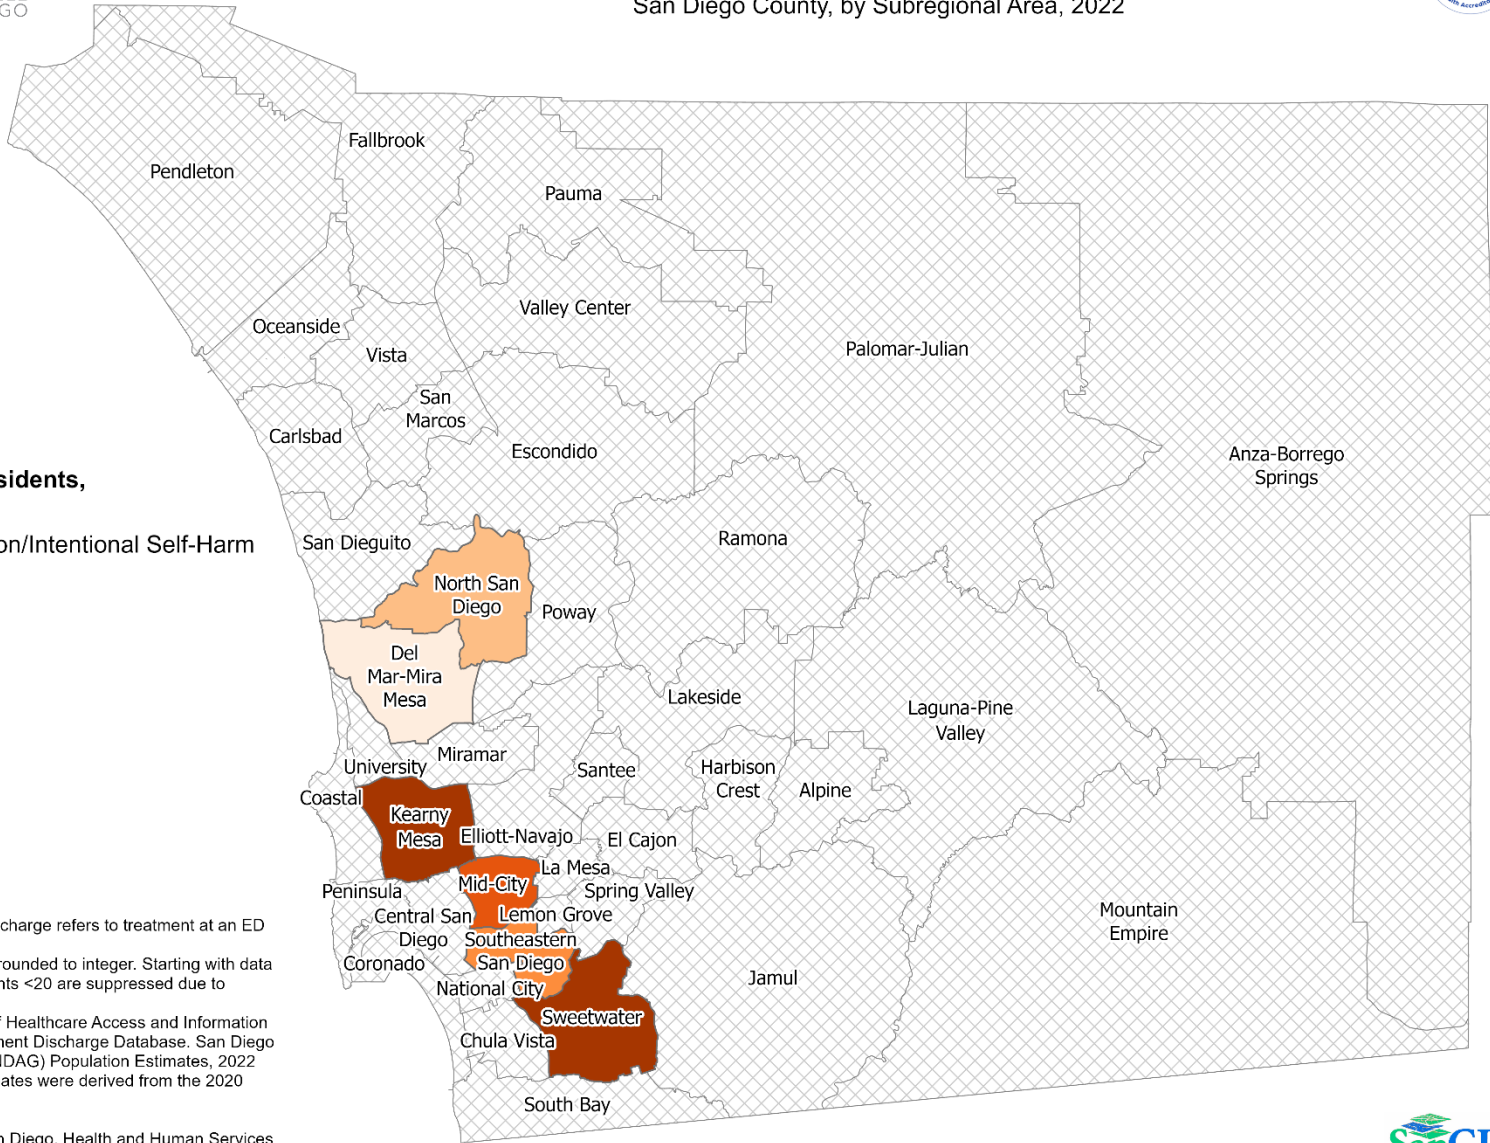 GO
San Diego County, by Subregional Area, 2022
Fallbrook
Pendleton
Pauma
Valley Center
Oceanside
Vista
Palomar-Julian
San
Marcos
Carlsbad
Escondido
Anza-Borrego
Springs
sidents,
on/Intentional Self-Harm
San Dieguito
Ramona
North San
Diego
Poway
Del
Mar-Mira
Mesa
Lakeside
Laguna-Pine
Valley
Miramar
University
Santee
Harbison
Crest
Alpine
Coastal
Kearny
Mesa
Elliott-Navajo
El Cajon
La Mesa
Mid-City
Peninsula
Spring Valley
Central San
Diego
Lemon Grove
Mountain
Empire
Southeastern
San Diego
Coronado
Jamul
National City
Sweetwater
Chula Vista
South Bay
charge refers to treatment at an ED
rounded to integer. Starting with data
nts <20 are suppressed due to
f Healthcare Access and Information
ent Discharge Database. San Diego
NDAG) Population Estimates, 2022
ates were derived from the 2020
n Diego, Health and Human Services